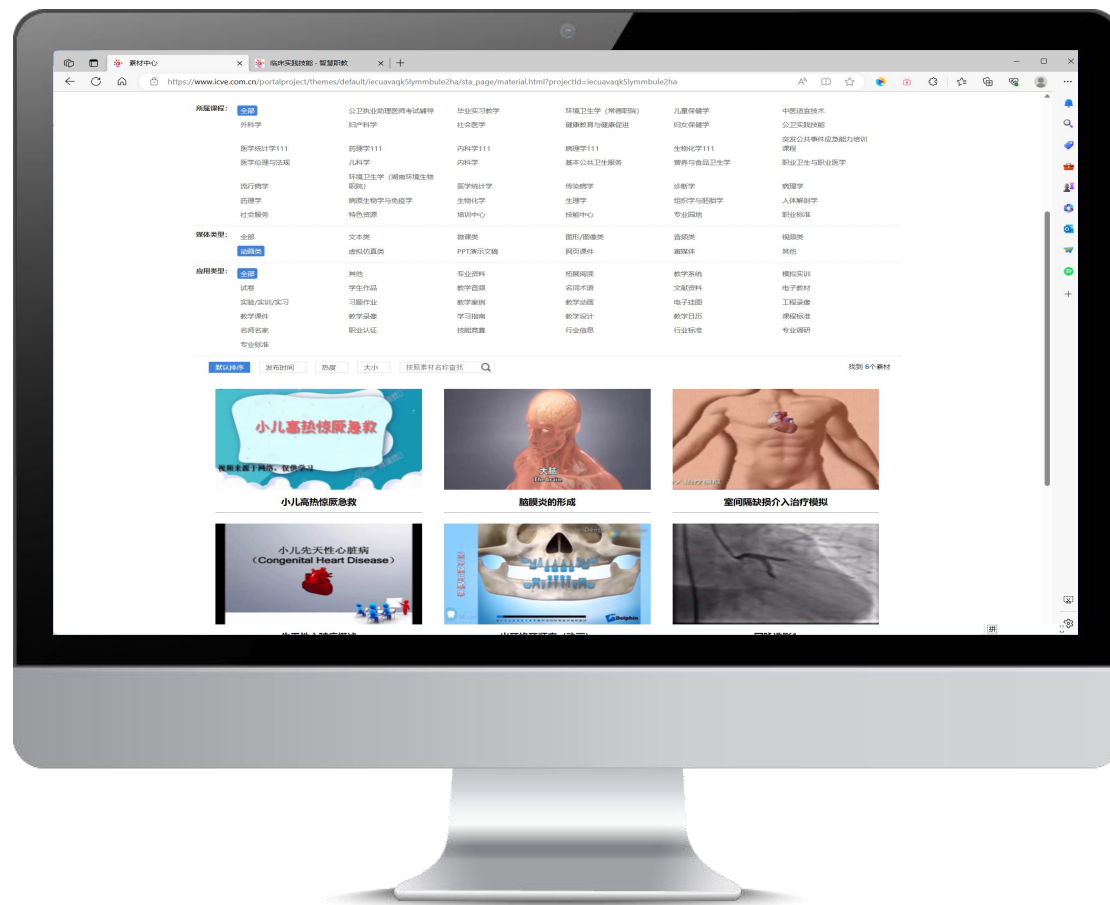 素材中心
临床实践技能 - 智慧职教
https://www.icve.com.cn/portalproject/themes/default/iecuavaqk5lymmbule2ha/sta_page/material.html?projectId=iecuavaqk5lymmbule2ha
所属课程: 全部 公卫执业助理医师考试辅导 毕业实习教学 环境卫生学（常德职院） 儿童保健学 中医适宜技术
外科学 妇产科学 社会医学 健康教育与健康促进 妇女保健学 公卫实践技能
医学统计学111 药理学111 内科学111 病理学111 生物化学111 突发公共事件应急能力培训课程
医学伦理与法规 儿科学 内科学 基本公共卫生服务 营养与食品卫生学 职业卫生与职业医学
流行病学 环境卫生学（湖南环境生物职院） 医学统计学 传染病学 诊断学 病理学
药理学 病原生物学与免疫学 生物化学 生理学 组织学与胚胎学 人体解剖学
社会服务 特色资源 培训中心 技能中心 专业园地 职业标准
媒体类型: 全部 文本类 微课类 图形/图像类 音频类 视频类
动画类 虚拟仿真类 PPT演示文稿 网页课件 富媒体 其他
应用类型: 全部 其他 专业资料 拓展阅读 教学系统 模拟实训
试卷 学生作品 教学音频 名词术语 文献资料 电子教材
实验/实训/实习 习题作业 教学案例 教学动画 电子挂图 工程录像
教学课件 教学录像 学习指南 教学设计 教学日历 课程标准
名师名家 职业认证 技能竞赛 行业信息 行业标准 专业调研
专业标准
默认排序 发布时间 热度 大小 按照素材名称查找 找到 6个素材
小儿高热惊厥急救
视频来源于网络，仅供学习
大脑
The Brain
小儿高热惊厥急救 脑膜炎的形成 室间隔缺损介入治疗模拟
小儿先天性心脏病
（Congenital Heart Disease）
Dolphin